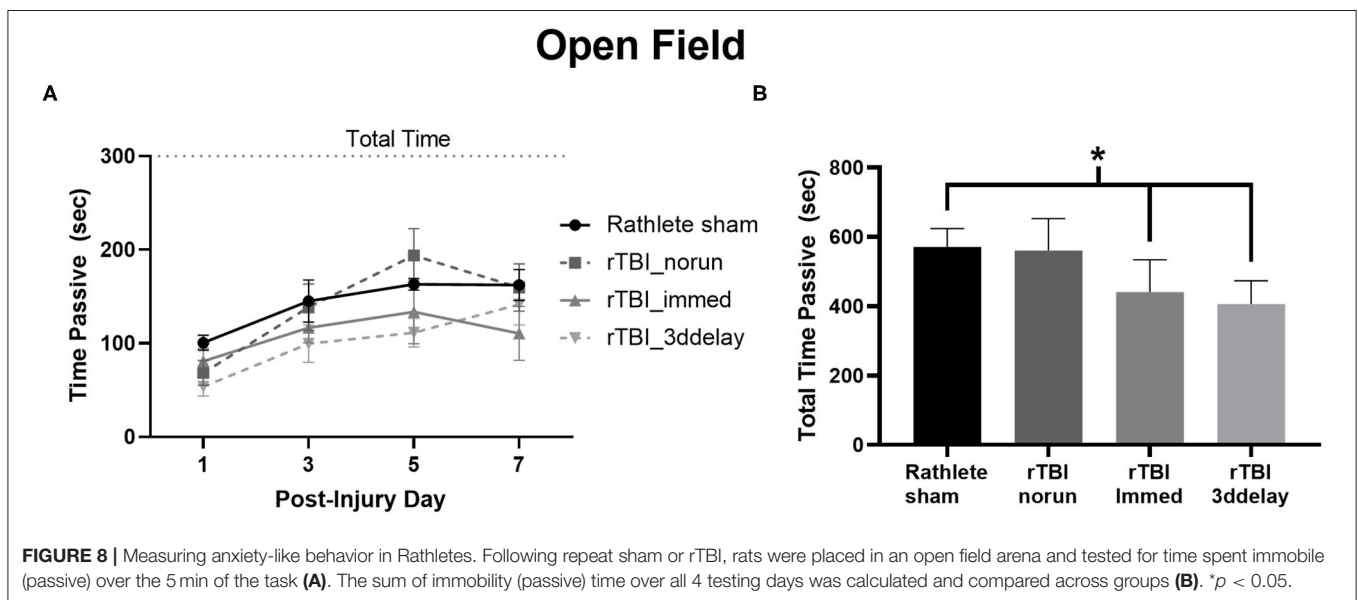 Open Field
A
Total Time
300
200
100
0
Time Passive (sec)
1 3 5 7
Post-Injury Day
Rathlete sham
rTBI_norun
rTBI_immed
rTBI_3ddelay
B
*
800
600
400
200
0
Total Time Passive (sec)
Rathlete sham
rTBI norun
rTBI Immed
rTBI 3ddelay
FIGURE 8 | Measuring anxiety-like behavior in Rathletes. Following repeat sham or rTBI, rats were placed in an open field arena and tested for time spent immobile
(passive) over the 5 min of the task (A). The sum of immobility (passive) time over all 4 testing days was calculated and compared across groups (B). *p < 0.05.